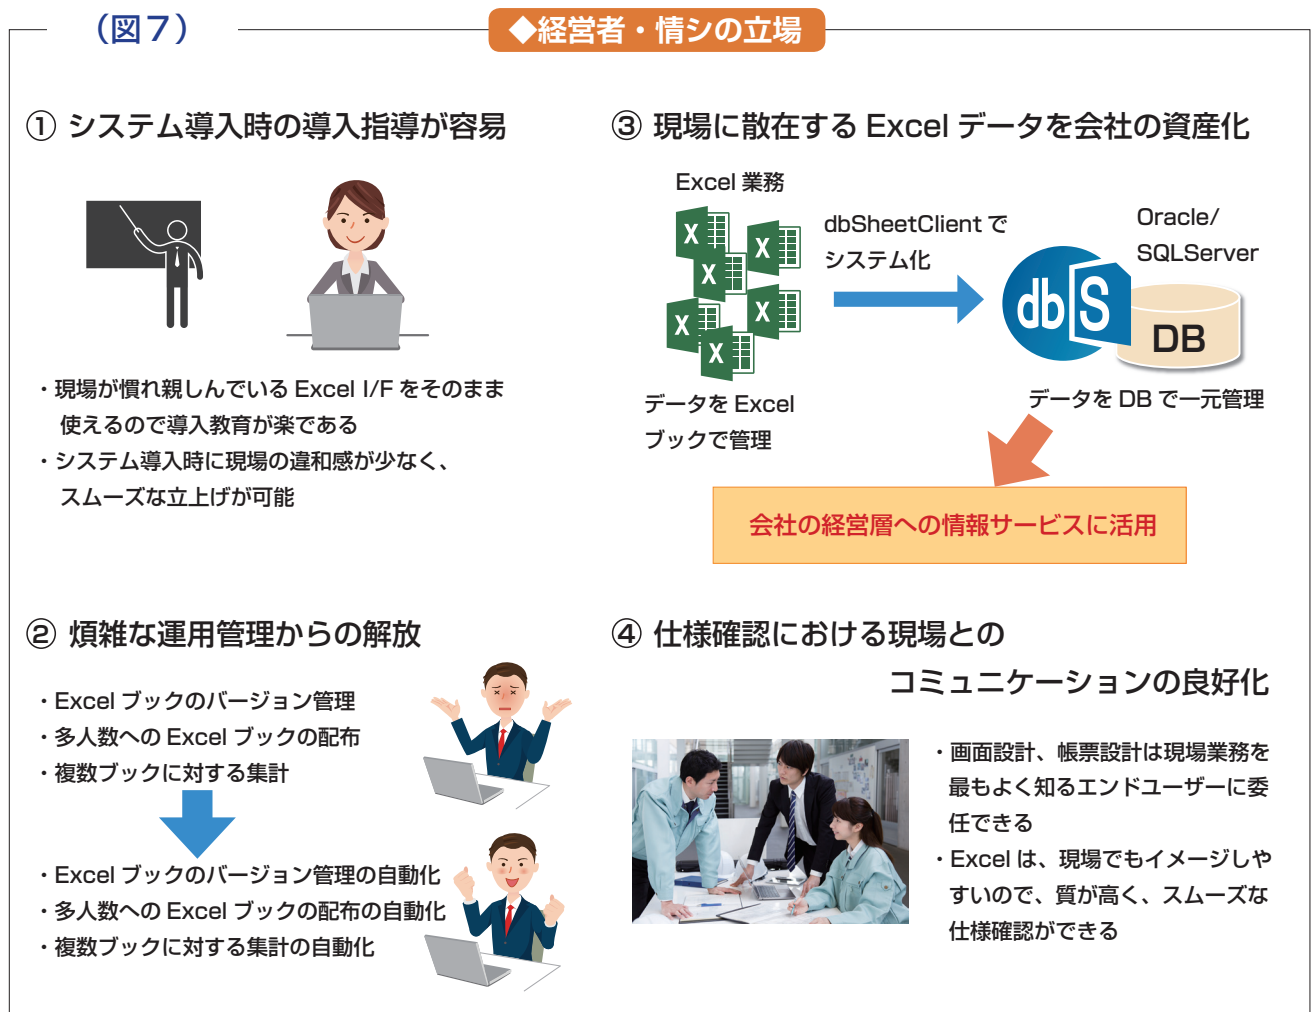 （図７）
◆経営者・情シの立場
① システム導入時の導入指導が容易
・現場が慣れ親しんでいる Excel I/F をそのまま
使えるので導入教育が楽である
・システム導入時に現場の違和感が少なく、
スムーズな立上げが可能
② 煩雑な運用管理からの解放
・Excel ブックのバージョン管理
・多人数への Excel ブックの配布
・複数ブックに対する集計
・Excel ブックのバージョン管理の自動化
・多人数への Excel ブックの配布の自動化
・複数ブックに対する集計の自動化
③ 現場に散在する Excel データを会社の資産化
Excel 業務
X
X
X
X
X
X
データを Excel
ブックで管理
dbSheetClient で
システム化
Oracle/
SQLServer
dbS
DB
データを DB で一元管理
会社の経営層への情報サービスに活用
④ 仕様確認における現場との
コミュニケーションの良好化
・画面設計、帳票設計は現場業務を
最もよく知るエンドユーザーに委
任できる
・Excel は、現場でもイメージしや
すいので、質が高く、スムーズな
仕様確認ができる